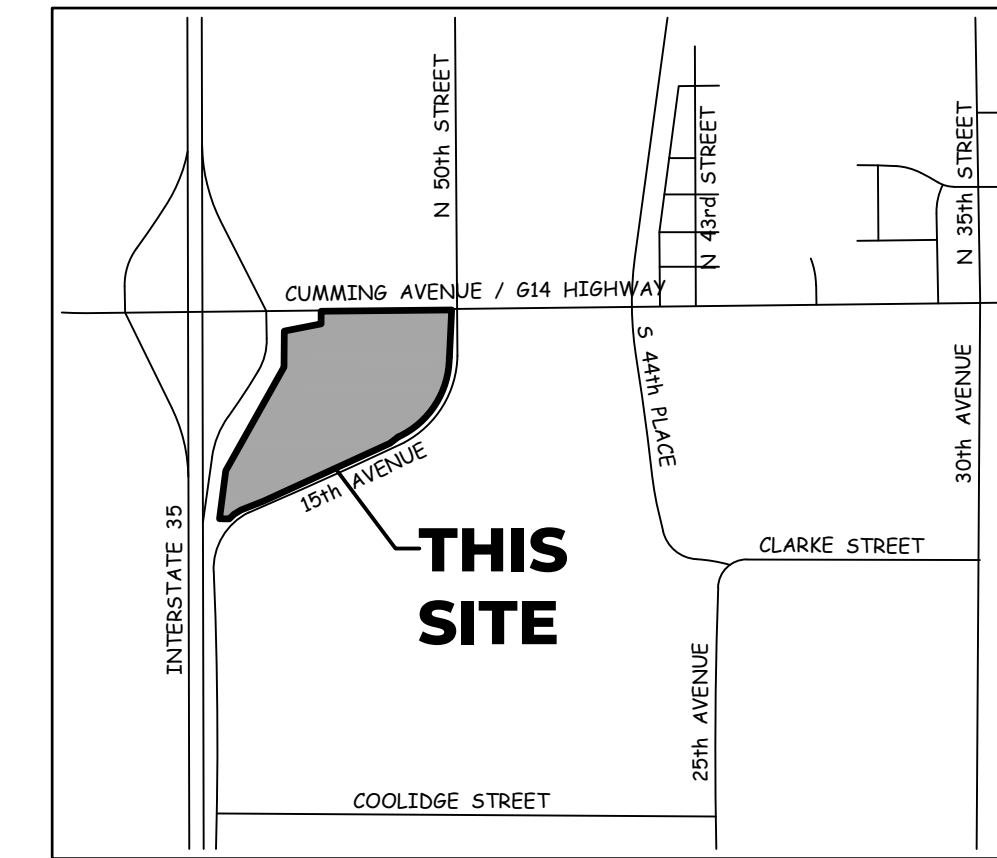 N 50th STREET
N 43rd STREET
N 35th STREET
CUMMING AVENUE / G14 HIGHWAY
S 44th PLACE
30th AVENUE
15th AVENUE
INTERSTATE 35
THIS
SITE
CLARKE STREET
25th AVENUE
COOLIDGE STREET